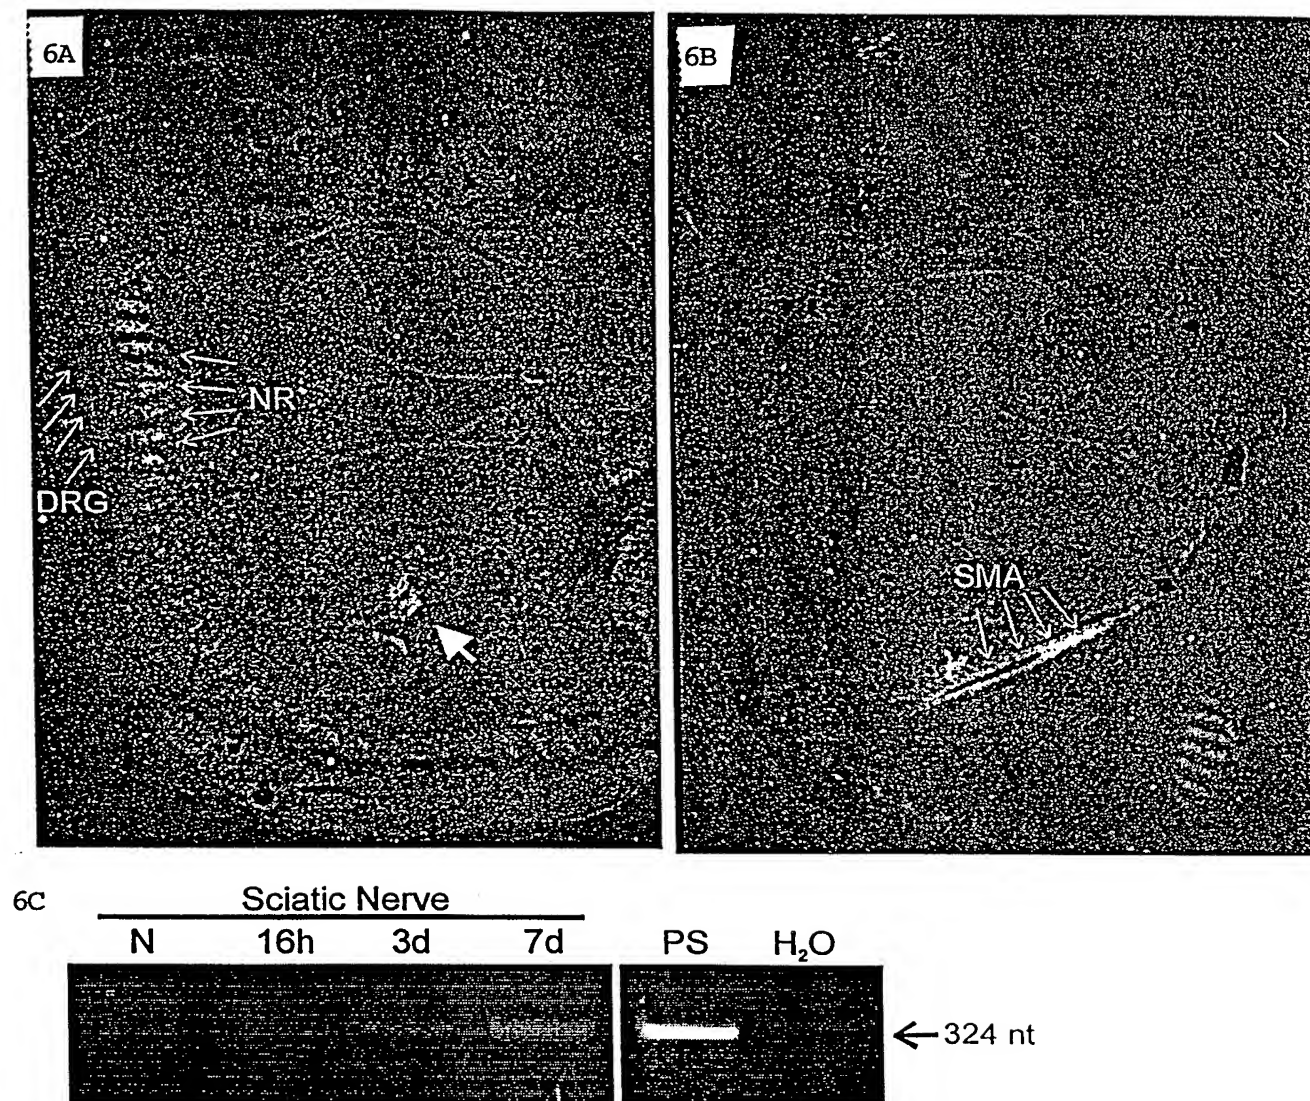 6A
NR
DRG
6B
SMA
6C
Sciatic Nerve
N 16h 3d 7d PS H₂O
324 nt